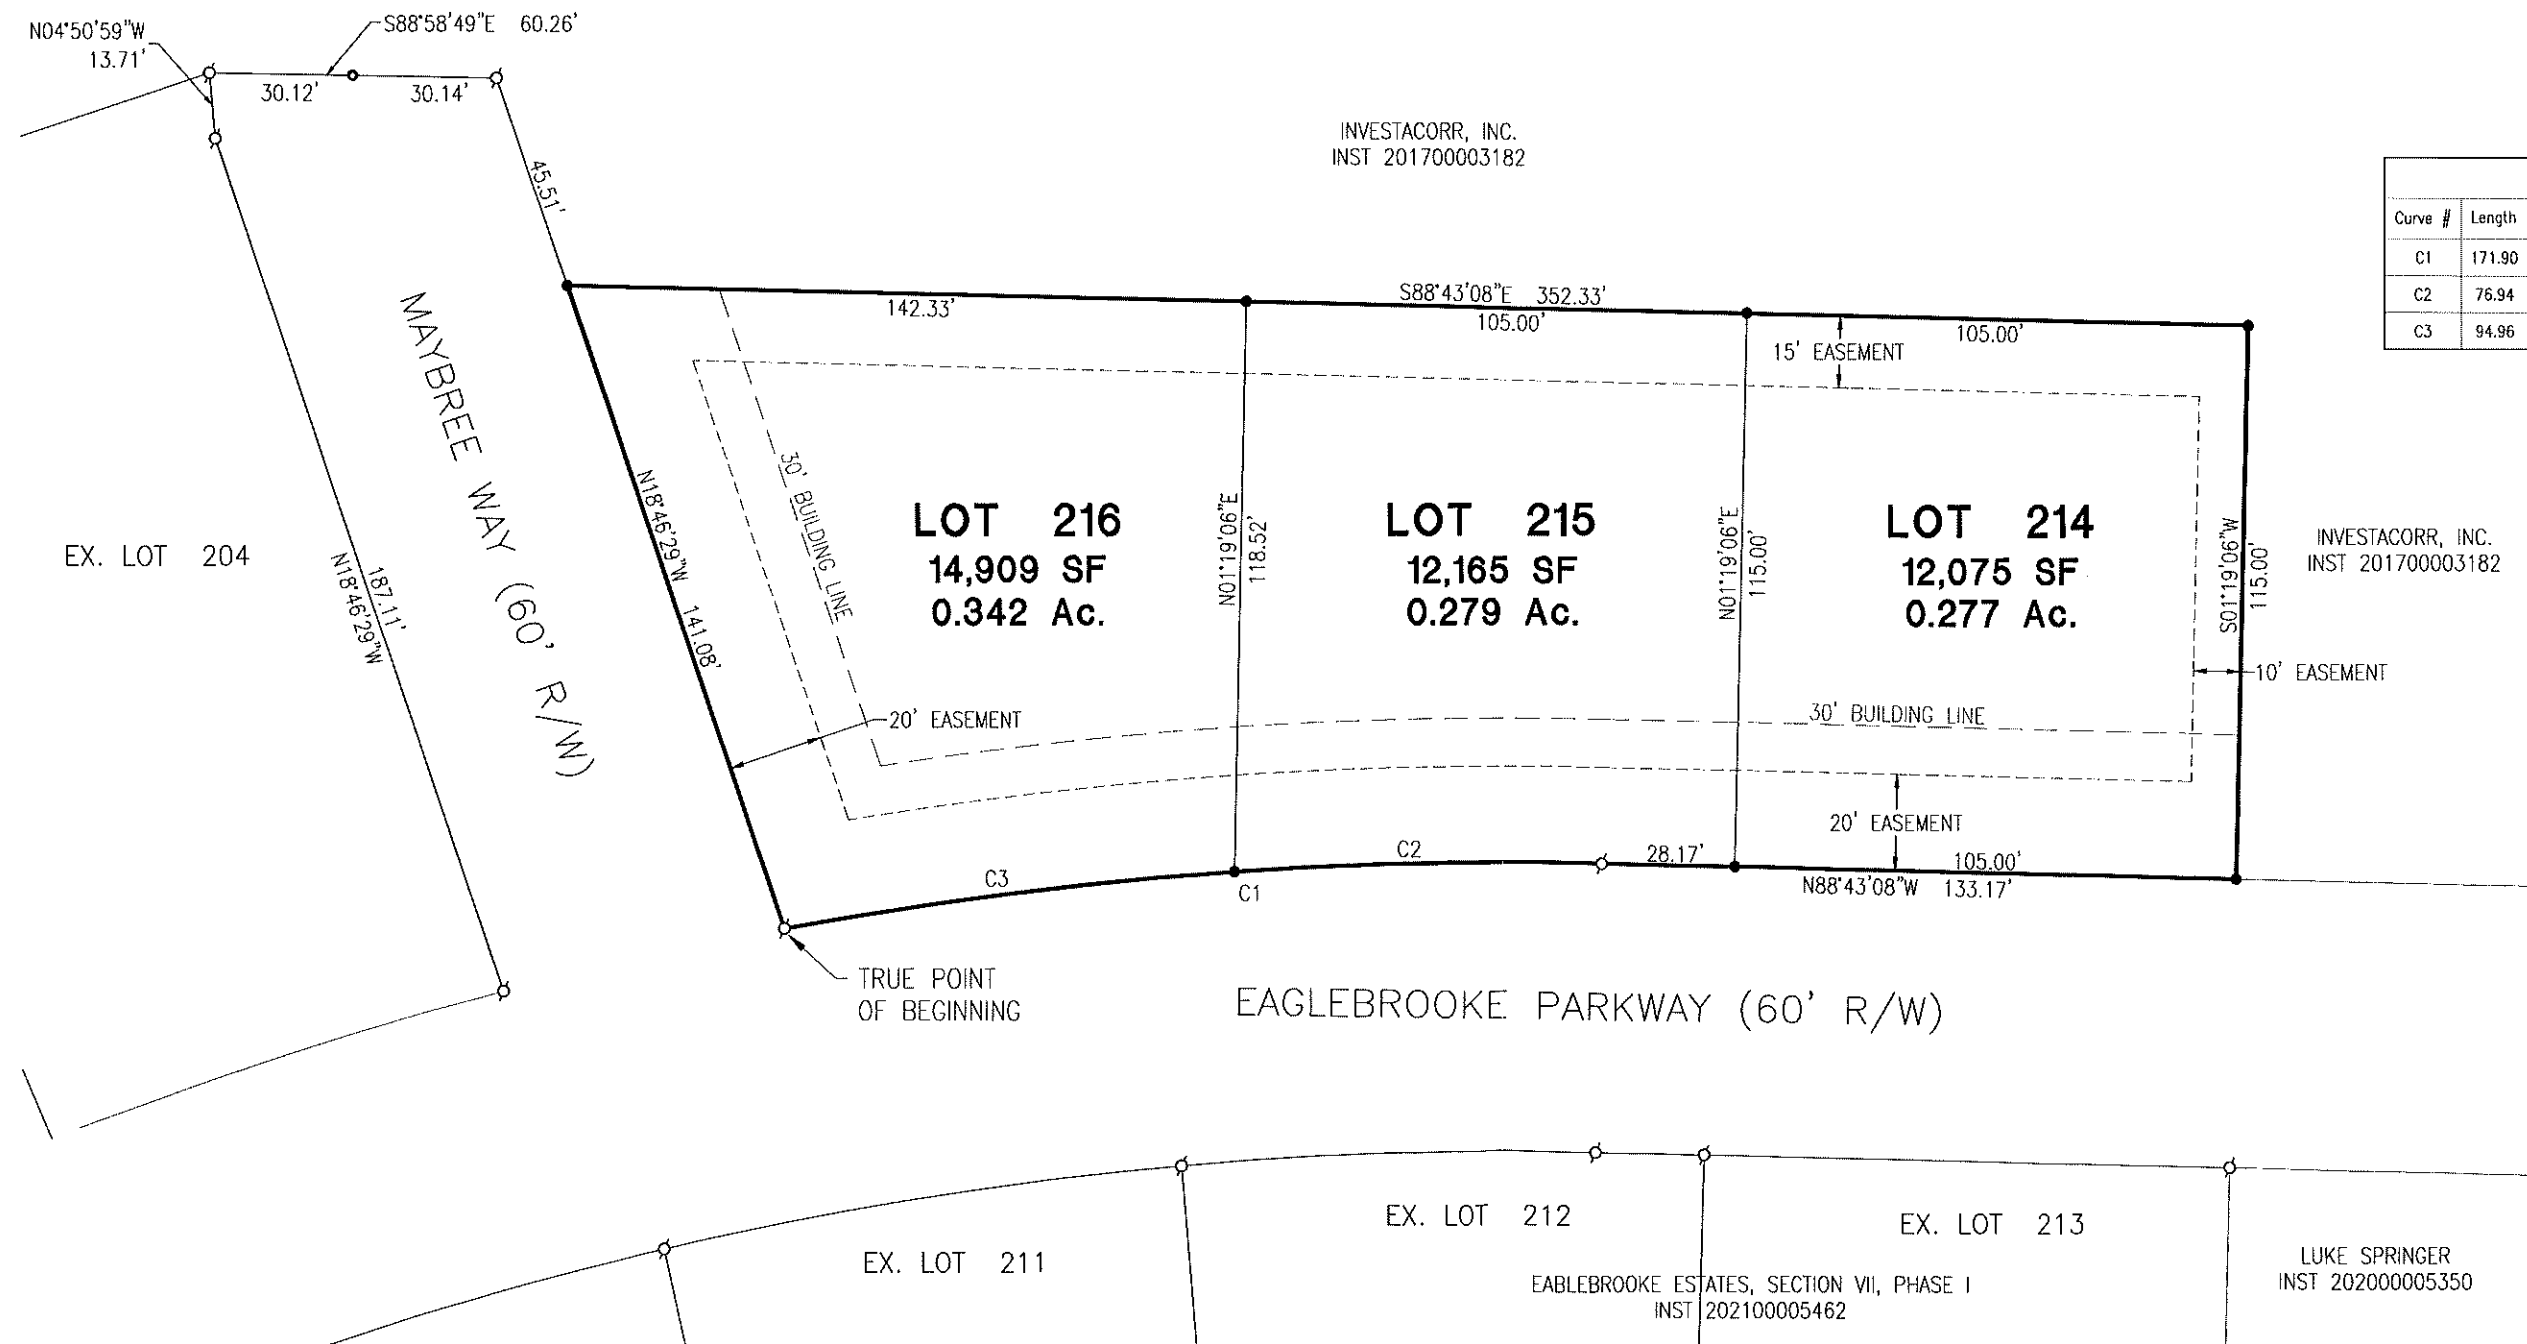 N04°50'59"W
13.71'
S88°58'49"E 60.26'
30.12'
30.14'
45.51'
INVESTACORR, INC.
INST 201700003182
Curve # Length
C1 171.90
C2 76.94
C3 94.96
S88°43'08"E 352.33'
142.33'
105.00'
105.00'
15' EASEMENT
MAYBREE WAY (60' R/W)
N18°46'29"W 141.08'
30' BUILDING LINE
LOT 216
14,909 SF
0.342 Ac.
N01°19'06"E
118.52'
LOT 215
12,165 SF
0.279 Ac.
N01°19'06"E
115.00'
LOT 214
12,075 SF
0.277 Ac.
S01°19'06"W
115.00'
INVESTACORR, INC.
INST 201700003182
EX. LOT 204
187.11'
N18°46'29"W
10' EASEMENT
20' EASEMENT
30' BUILDING LINE
20' EASEMENT
C2
28.17'
105.00'
N88°43'08"W 133.17'
C3
C1
TRUE POINT
OF BEGINNING
EAGLEBROOKE PARKWAY (60' R/W)
EX. LOT 211
EX. LOT 212
EX. LOT 213
EABLEBROOKE ESTATES, SECTION VII, PHASE I
INST 202100005462
LUKE SPRINGER
INST 202000005350